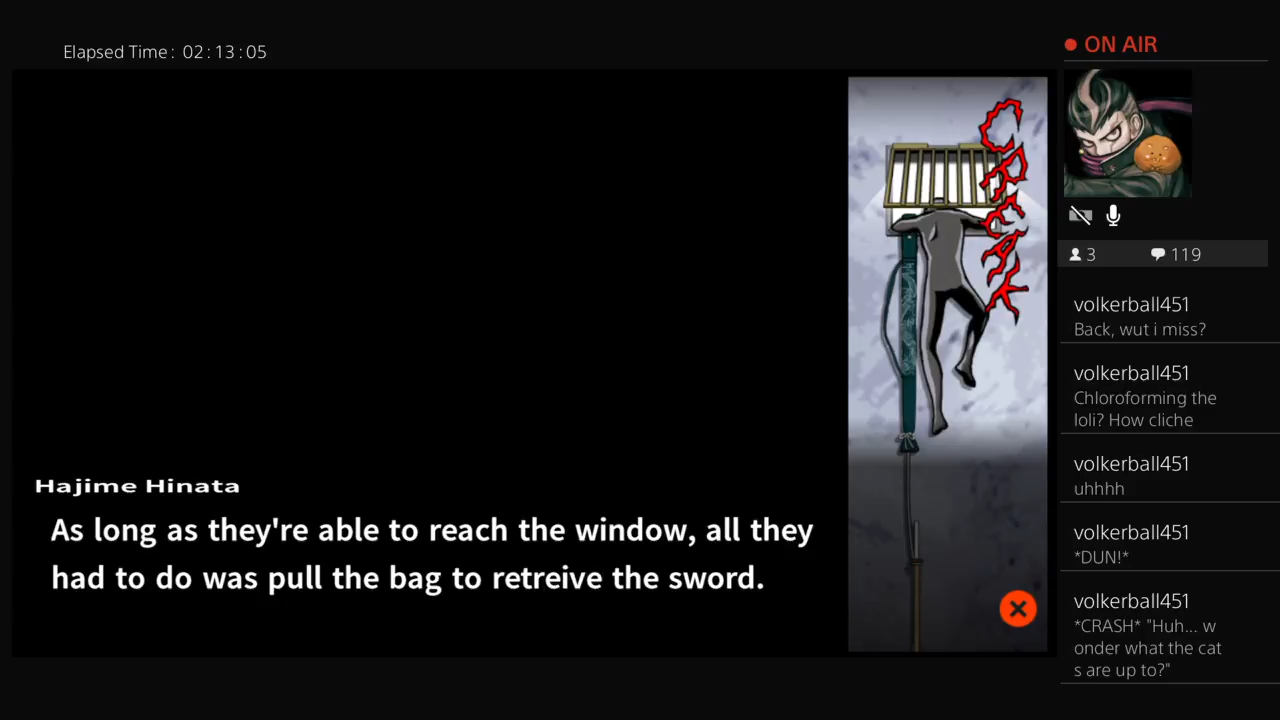 Elapsed Time: 02:13:05
ON AIR
3 119
volkerball451
Back, wut i miss?
volkerball451
Chloroforming the
loli? How cliche
volkerball451
uhhhh
volkerball451
*DUN!*
volkerball451
*CRASH* "Huh... w
onder what the cat
s are up to?"
CREAK
Hajime Hinata
As long as they're able to reach the window, all they
had to do was pull the bag to retreive the sword.